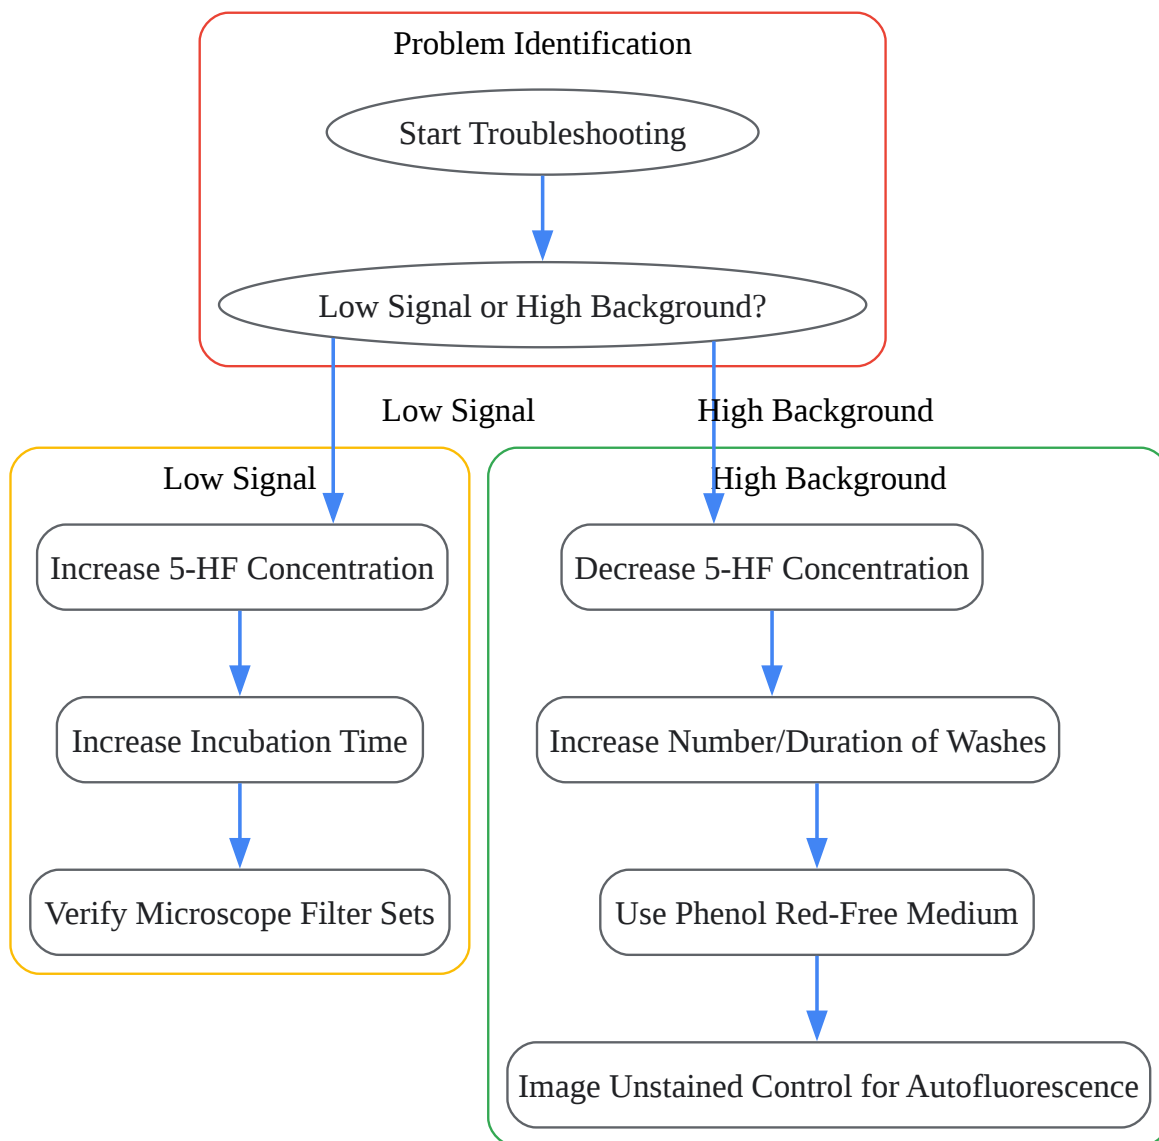 Problem Identification
Start Troubleshooting
Low Signal or High Background?
Low Signal
High Background
Low Signal
Increase 5-HF Concentration
Increase Incubation Time
Verify Microscope Filter Sets
High Background
Decrease 5-HF Concentration
Increase Number/Duration of Washes
Use Phenol Red-Free Medium
Image Unstained Control for Autofluorescence